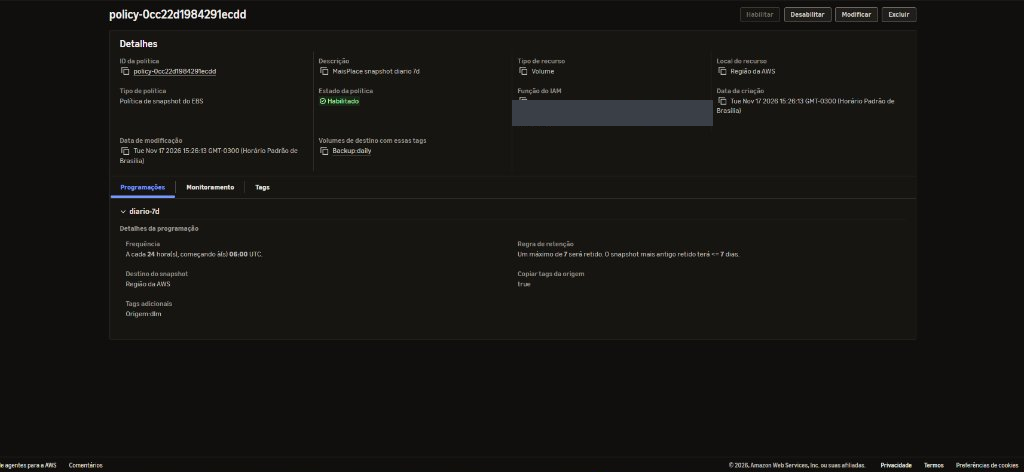 policy-0cc22d1984291ecdd
Habilitar
Desabilitar
Modificar
Excluir
Detalhes
ID da política
policy-0cc22d1984291ecdd
Descrição
MaisPlace snapshot diario 7d
Tipo de recurso
Volume
Local do recurso
Região da AWS
Tipo de política
Política de snapshot do EBS
Estado da política
Habilitado
Função do IAM
Data de criação
Tue Nov 17 2026 15:26:13 GMT-0300 (Horário Padrão de
Brasília)
Data de modificação
Tue Nov 17 2026 15:26:13 GMT-0300 (Horário Padrão de
Brasília)
Volumes de destino com essas tags
Backup:daily
Programações
Monitoramento
Tags
diario-7d
Detalhes da programação
Frequência
A cada 24 hora(s), começando à(s) 06:00 UTC.
Regra de retenção
Um máximo de 7 será retido. O snapshot mais antigo retido terá <= 7 dias.
Destino do snapshot
Região da AWS
Copiar tags da origem
true
Tags adicionais
Origem:dlm
de agentes para a AWS
Comentários
© 2026, Amazon Web Services, Inc. ou suas afiliadas.
Privacidade
Termos
Preferências de cookies